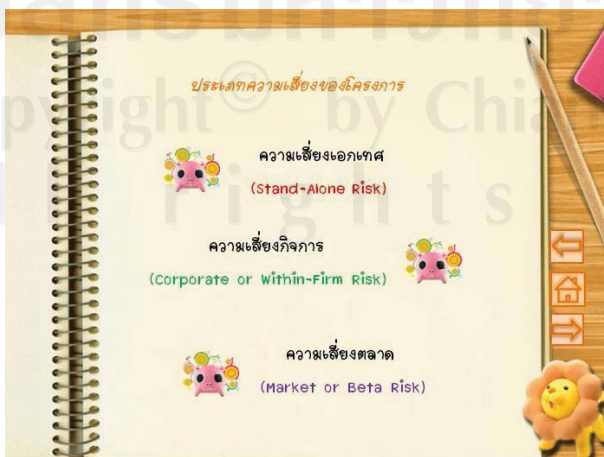 ประเภทความเสี่ยงของโครงการ
ความเสี่ยงเอกเทศ
(Stand-Alone Risk)
ความเสี่ยงกิจการ
(Corporate or Within-Firm Risk)
ความเสี่ยงตลาด
(Market or Beta Risk)
© by